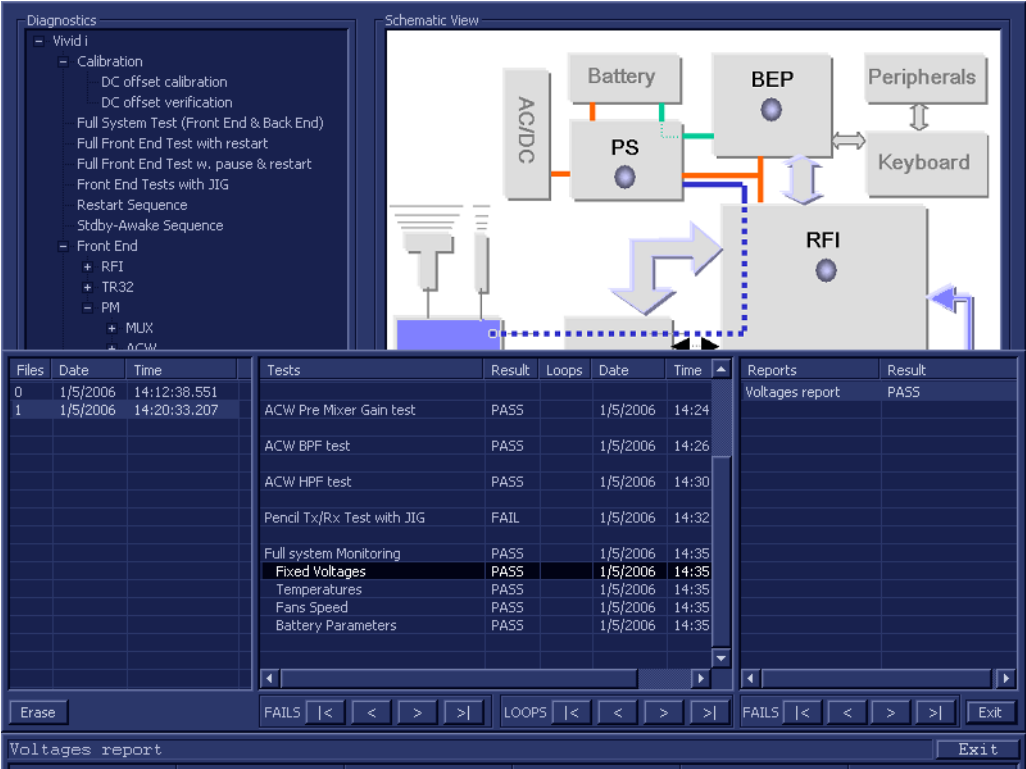 Diagnostics
Vivid i
Calibration
DC offset calibration
DC offset verification
Full System Test (Front End & Back End)
Full Front End Test with restart
Full Front End Test w. pause & restart
Front End Tests with JIG
Restart Sequence
Stdby-Awake Sequence
Front End
RFI
TR32
PM
MUX
ACW
Schematic View
Battery
BEP
Peripherals
AC/DC
PS
Keyboard
RFI
Files Date Time
0 1/5/2006 14:12:38.551
1 1/5/2006 14:20:33.207
Tests Result Loops Date Time
ACW Pre Mixer Gain test PASS 1/5/2006 14:24
ACW BPF test PASS 1/5/2006 14:26
ACW HPF test PASS 1/5/2006 14:30
Pencil Tx/Rx Test with JIG FAIL 1/5/2006 14:32
Full system Monitoring PASS 1/5/2006 14:35
Fixed Voltages PASS 1/5/2006 14:35
Temperatures PASS 1/5/2006 14:35
Fans Speed PASS 1/5/2006 14:35
Battery Parameters PASS 1/5/2006 14:35
Reports Result
Voltages report PASS
Erase
FAILS |< < > >|
LOOPS |< < > >|
FAILS |< < > >| Exit
Voltages report Exit